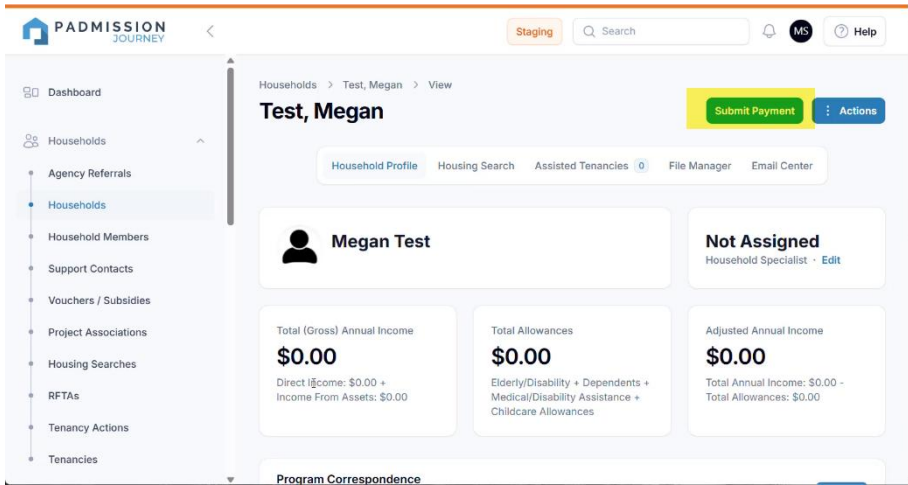 PADMISSION
JOURNEY
Staging
Search
MS
Help
Dashboard
Households
Agency Referrals
Households
Household Members
Support Contacts
Vouchers / Subsidies
Project Associations
Housing Searches
RFTAs
Tenancy Actions
Tenancies
Households > Test, Megan > View
Test, Megan
Submit Payment
Actions
Household Profile Housing Search Assisted Tenancies 0 File Manager Email Center
Megan Test
Not Assigned
Household Specialist · Edit
Total (Gross) Annual Income
$0.00
Direct Income: $0.00 +
Income From Assets: $0.00
Total Allowances
$0.00
Elderly/Disability + Dependents +
Medical/Disability Assistance +
Childcare Allowances
Adjusted Annual Income
$0.00
Total Annual Income: $0.00 -
Total Allowances: $0.00
Program Correspondence